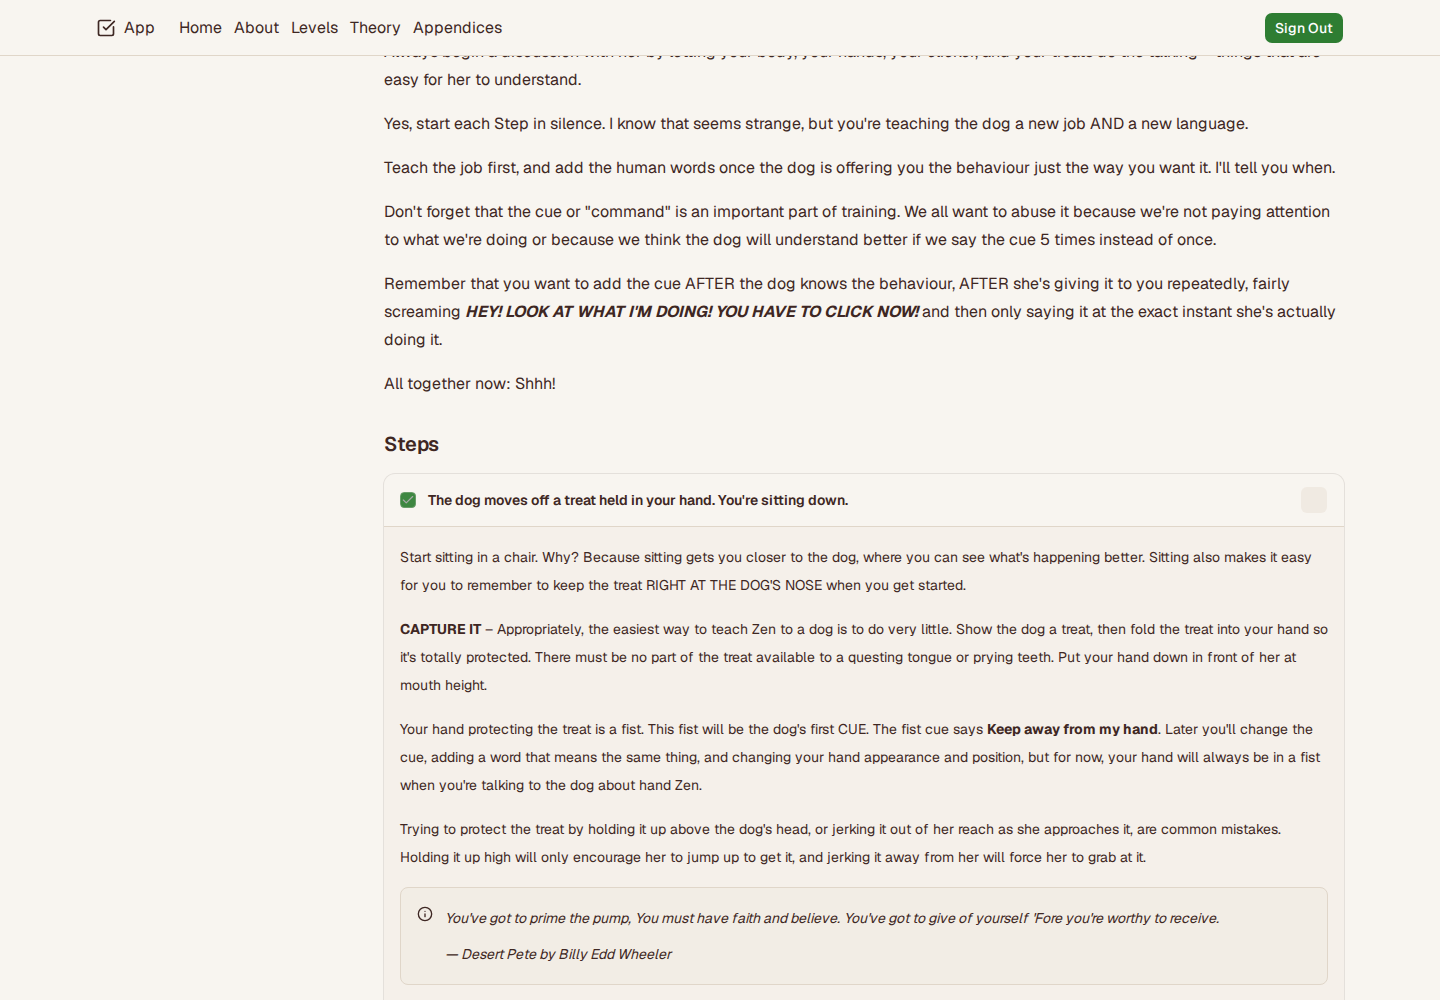 App Home About Levels Theory Appendices Sign Out
easy for her to understand.
Yes, start each Step in silence. I know that seems strange, but you're teaching the dog a new job AND a new language.
Teach the job first, and add the human words once the dog is offering you the behaviour just the way you want it. I'll tell you when.
Don't forget that the cue or "command" is an important part of training. We all want to abuse it because we're not paying attention
to what we're doing or because we think the dog will understand better if we say the cue 5 times instead of once.
Remember that you want to add the cue AFTER the dog knows the behaviour, AFTER she's giving it to you repeatedly, fairly
screaming HEY! LOOK AT WHAT I'M DOING! YOU HAVE TO CLICK NOW! and then only saying it at the exact instant she's actually
doing it.
All together now: Shhh!
Steps
The dog moves off a treat held in your hand. You're sitting down.
Start sitting in a chair. Why? Because sitting gets you closer to the dog, where you can see what's happening better. Sitting also makes it easy
for you to remember to keep the treat RIGHT AT THE DOG'S NOSE when you get started.
CAPTURE IT – Appropriately, the easiest way to teach Zen to a dog is to do very little. Show the dog a treat, then fold the treat into your hand so
it's totally protected. There must be no part of the treat available to a questing tongue or prying teeth. Put your hand down in front of her at
mouth height.
Your hand protecting the treat is a fist. This fist will be the dog's first CUE. The fist cue says Keep away from my hand. Later you'll change the
cue, adding a word that means the same thing, and changing your hand appearance and position, but for now, your hand will always be in a fist
when you're talking to the dog about hand Zen.
Trying to protect the treat by holding it up above the dog's head, or jerking it out of her reach as she approaches it, are common mistakes.
Holding it up high will only encourage her to jump up to get it, and jerking it away from her will force her to grab at it.
You've got to prime the pump, You must have faith and believe. You've got to give of yourself 'Fore you're worthy to receive.
— Desert Pete by Billy Edd Wheeler